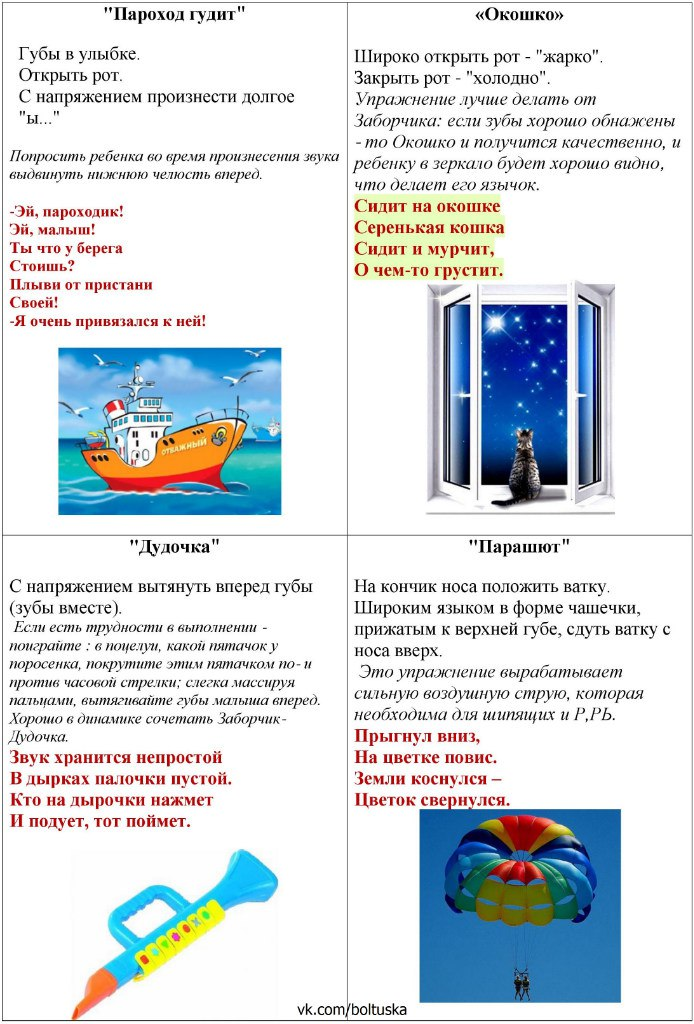 "Пароход гудит"
Губы в улыбке.
Открыть рот.
С напряжением произнести долгое
"ы..."
Попросить ребенка во время произнесения звука
выдвинуть нижнюю челюсть вперед.
-Эй, пароходик!
Эй, малыш!
Ты что у берега
Стоишь?
Плыви от пристани
Своей!
-Я очень привязался к ней!
ОТВАЖНЫЙ
«Окошко»
Широко открыть рот - "жарко".
Закрыть рот - "холодно".
Упражнение лучше делать от
Заборчика: если зубы хорошо обнажены
- то Окошко и получится качественно, и
ребенку в зеркало будет хорошо видно,
что делает его язычок.
Сидит на окошке
Серенькая кошка
Сидит и мурчит,
О чем-то грустит.
"Дудочка"
С напряжением вытянуть вперед губы
(зубы вместе).
Если есть трудности в выполнении -
поиграйте : в поцелуи, какой пятачок у
поросенка, покрутите этим пятачком по- и
против часовой стрелки; слегка массируя
пальцами, вытягивайте губы малыша вперед.
Хорошо в динамике сочетать Заборчик-
Дудочка.
Звук хранится непростой
В дырках палочки пустой.
Кто на дырочки нажмет
И подует, тот поймет.
"Парашют"
На кончик носа положить ватку.
Широким языком в форме чашечки,
прижатым к верхней губе, сдуть ватку с
носа вверх.
Это упражнение вырабатывает
сильную воздушную струю, которая
необходима для шипящих и Р,РЬ.
Прыгнул вниз,
На цветке повис.
Земли коснулся –
Цветок свернулся.
vk.com/boltuska